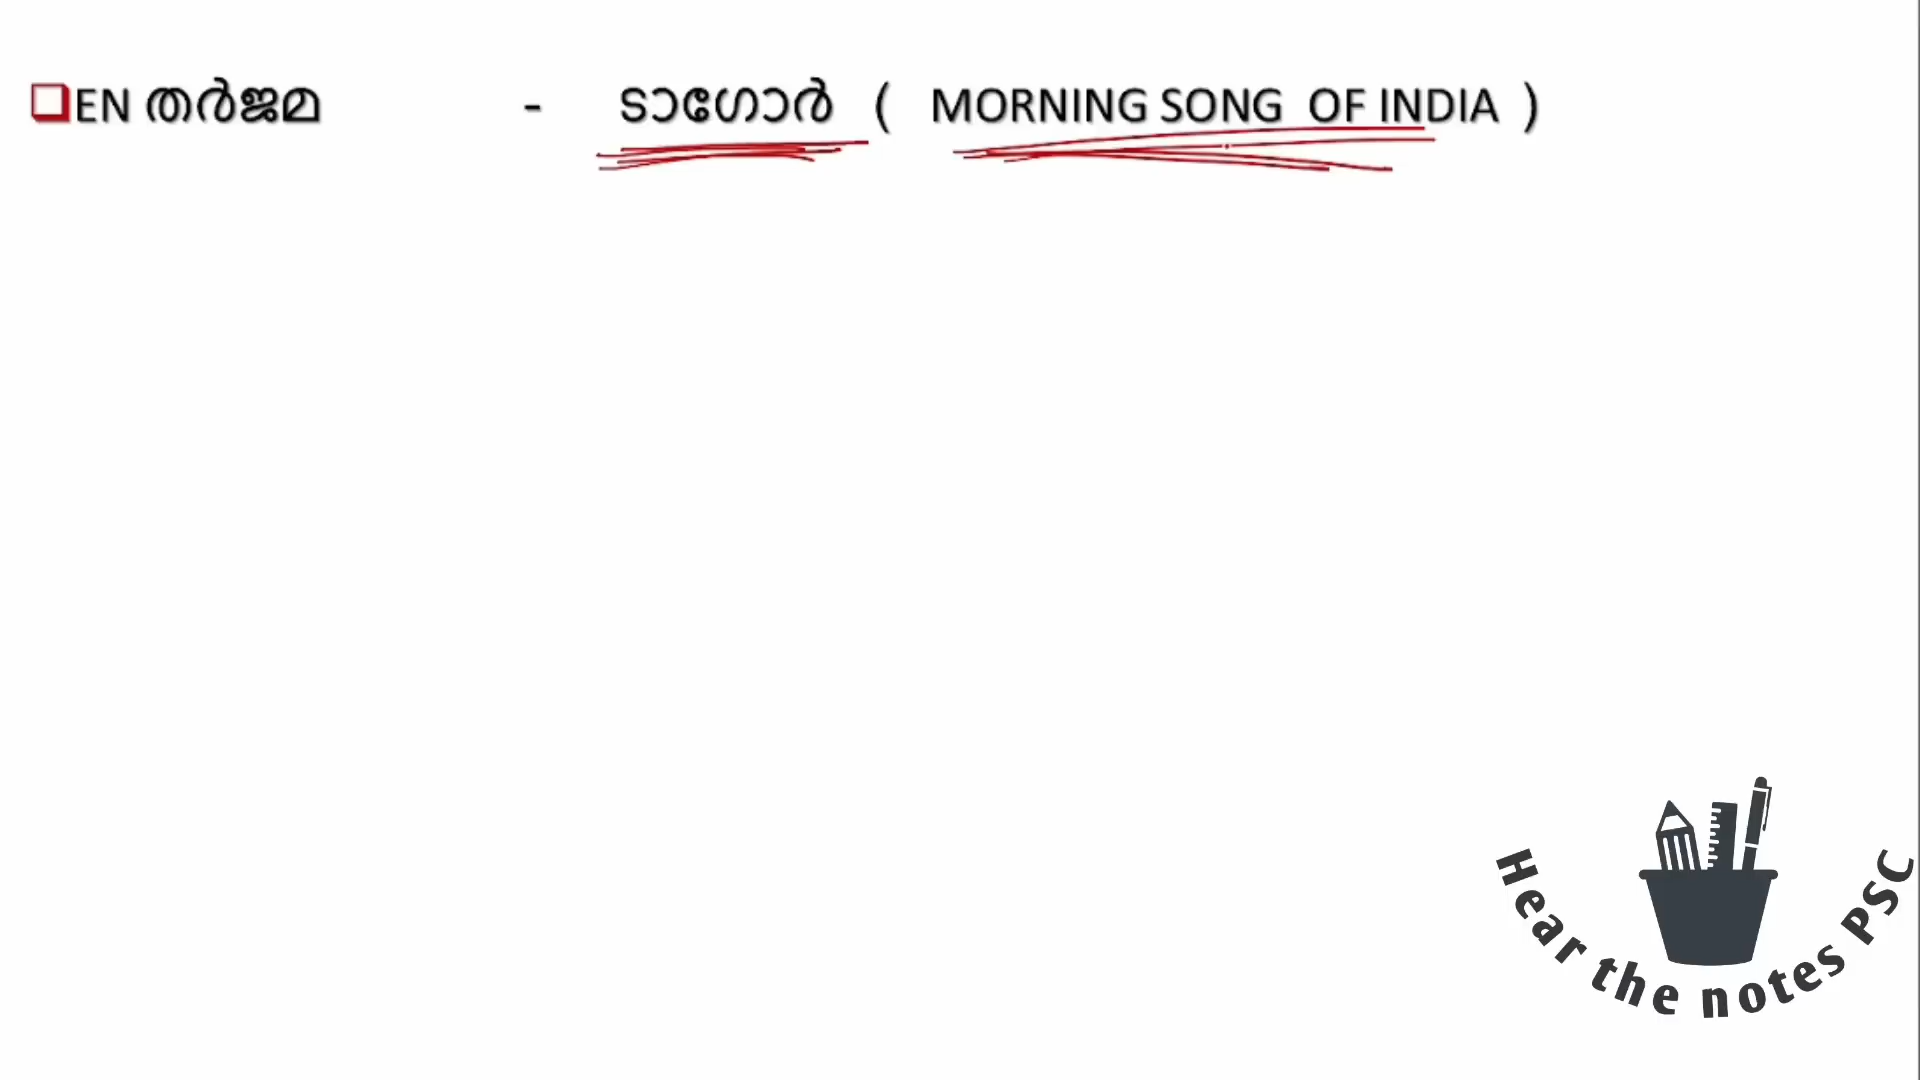 EN തർജമ - ടാഗോർ ( MORNING SONG OF INDIA )
Hear the notes PSC